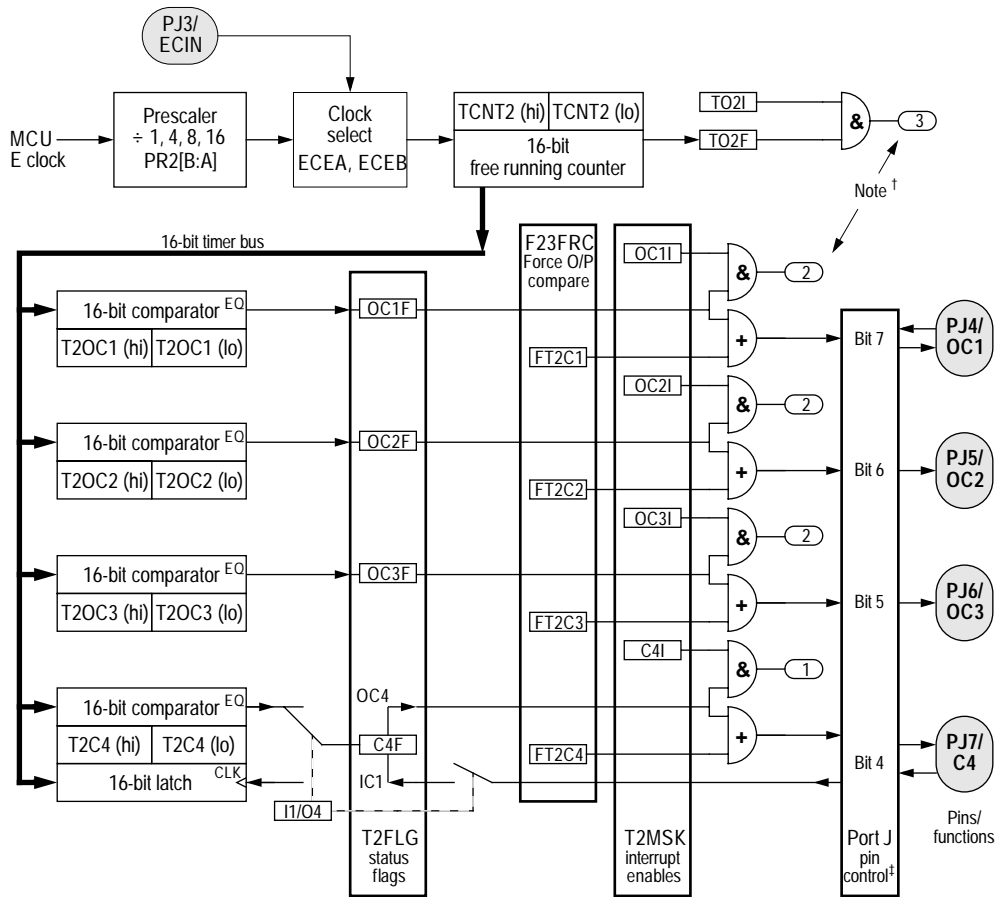 PJ3/
ECIN
MCU
E clock
Prescaler
÷ 1, 4, 8, 16
PR2[B:A]
Clock
select
ECEA, ECEB
TCNT2 (hi) TCNT2 (lo)
16-bit
free running counter
TO2I
TO2F
&
3
Note †
16-bit timer bus
F23FRC
Force O/P
compare
OC1I
&
2
16-bit comparator EQ
T2OC1 (hi) T2OC1 (lo)
OC1F
FT2C1
+
Bit 7
PJ4/
OC1
OC2I
&
2
16-bit comparator EQ
T2OC2 (hi) T2OC2 (lo)
OC2F
FT2C2
+
Bit 6
PJ5/
OC2
OC3I
&
2
16-bit comparator EQ
T2OC3 (hi) T2OC3 (lo)
OC3F
FT2C3
+
Bit 5
PJ6/
OC3
C4I
&
1
16-bit comparator EQ
T2C4 (hi) T2C4 (lo)
16-bit latch CLK
OC4
C4F
IC1
I1/O4
FT2C4
+
Bit 4
PJ7/
C4
Pins/
functions
T2FLG
status
flags
T2MSK
interrupt
enables
Port J
pin
control‡